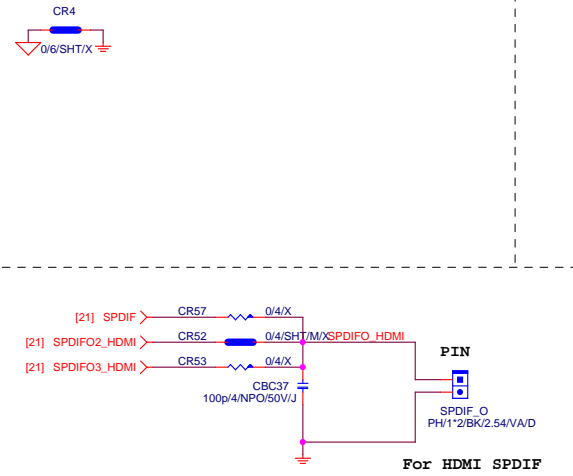 CR4
0/6/SHT/X
[21] SPDIF CR57 0/4/X
[21] SPDIFO2_HDMI CR52 0/4/SHT/M/X SPDIFO_HDMI
[21] SPDIFO3_HDMI CR53 0/4/X
PIN
CBC37
100p/4/NPO/50V/J
SPDIF_O
PH/1*2/BK/2.54/VA/D
For HDMI SPDIF